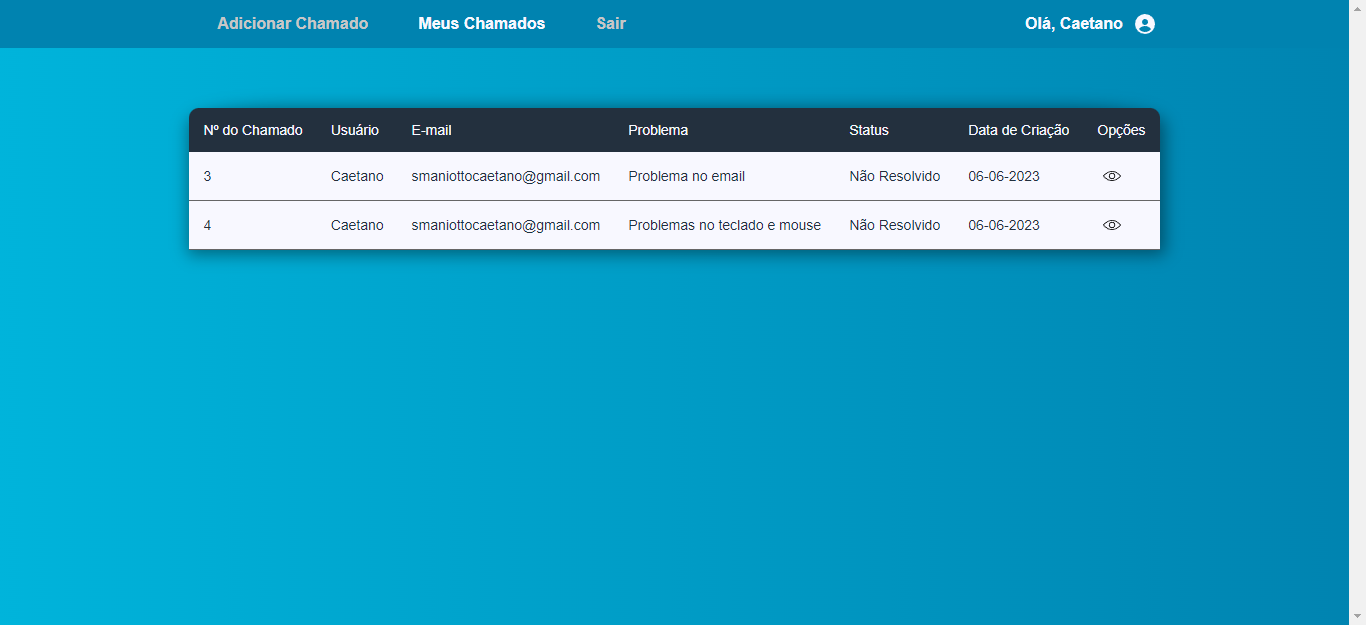 Adicionar Chamado Meus Chamados Sair Olá, Caetano
Nº do Chamado Usuário E-mail Problema Status Data de Criação Opções
3 Caetano smaniottocaetano@gmail.com Problema no email Não Resolvido 06-06-2023
4 Caetano smaniottocaetano@gmail.com Problemas no teclado e mouse Não Resolvido 06-06-2023